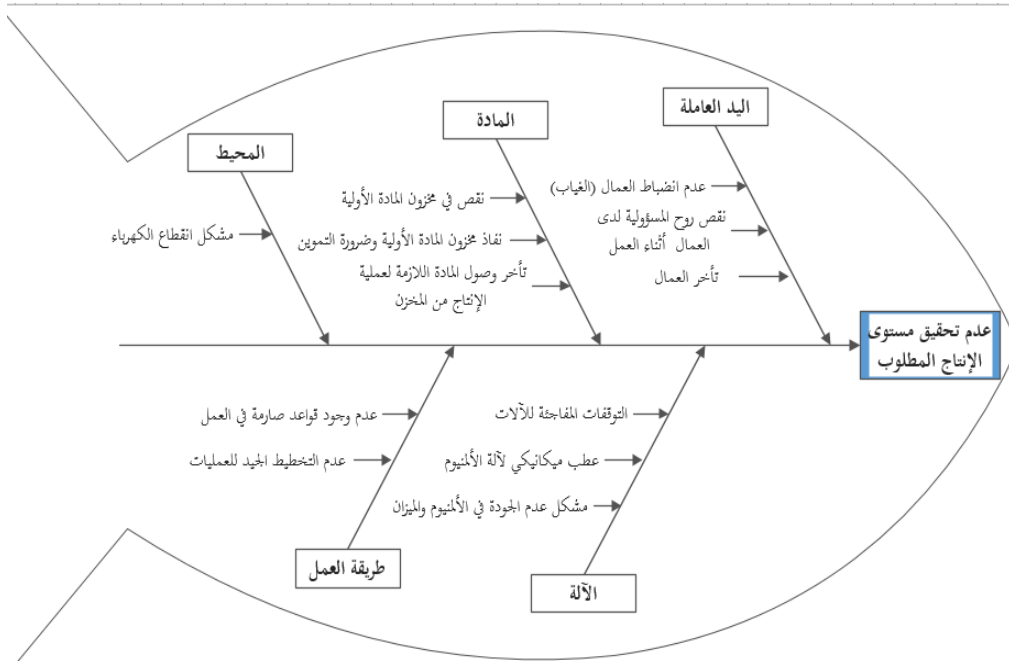 اليد العاملة
عدم انضباط العمال (الغياب)
نقص روح المسؤولية لدى
العمال أثناء العمل
تأخر العمال
المادة
نقص في مخزون المادة الأولية
نفاذ مخزون المادة الأولية وضرورة التموين
تأخر وصول المادة اللازمة لعملية
الإنتاج من المخزن
المحيط
مشكل انقطاع الكهرباء
عدم تحقيق مستوى
الإنتاج المطلوب
التوقفات المفاجئة للآلات
عطب ميكانيكي لآلة الألمنيوم
مشكل عدم الجودة في الألمنيوم والميزان
الآلة
عدم وجود قواعد صارمة في العمل
عدم التخطيط الجيد للعمليات
طريقة العمل